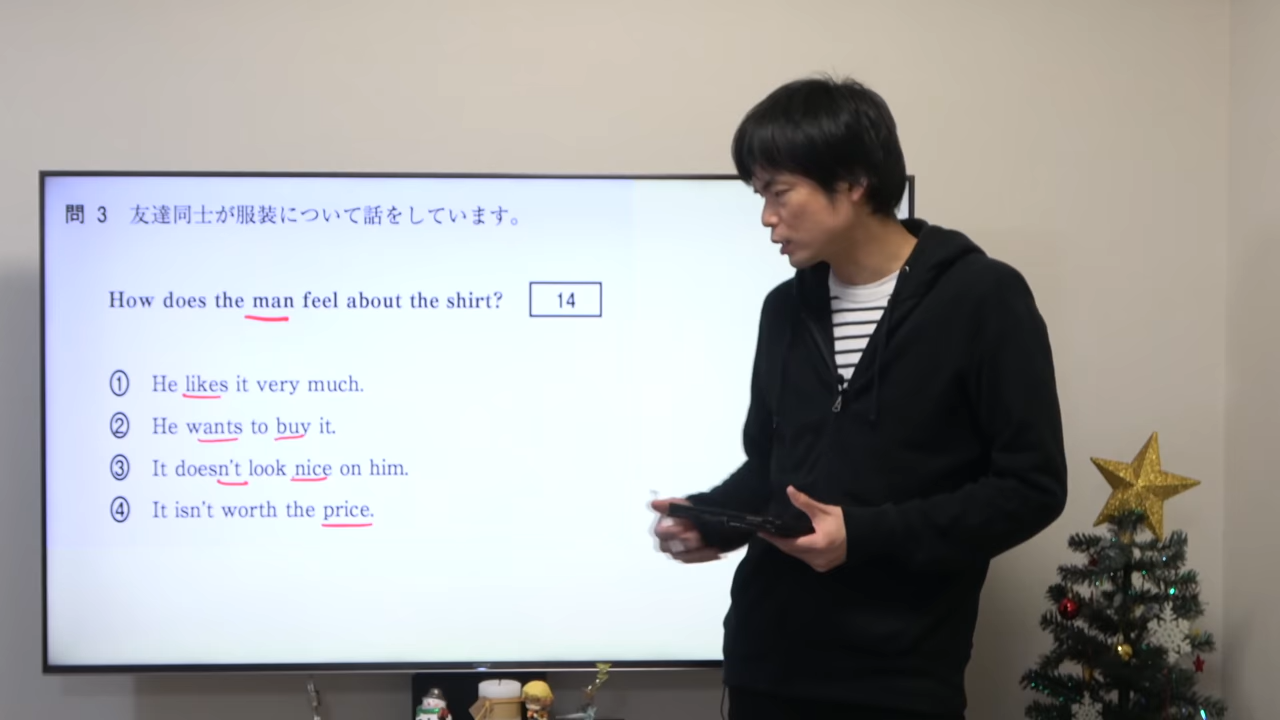 問 3 友達同士が服装について話をしています。
How does the man feel about the shirt? 14
① He likes it very much.
② He wants to buy it.
③ It doesn't look nice on him.
④ It isn't worth the price.